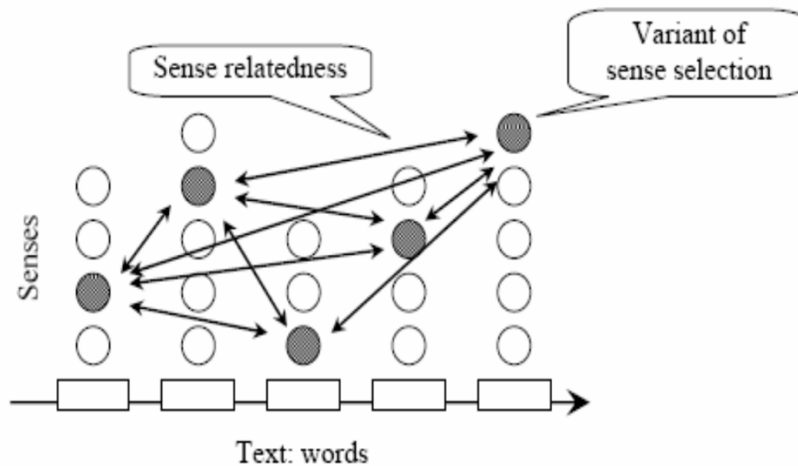 Variant of
sense selection
Sense relatedness
Senses
Text: words